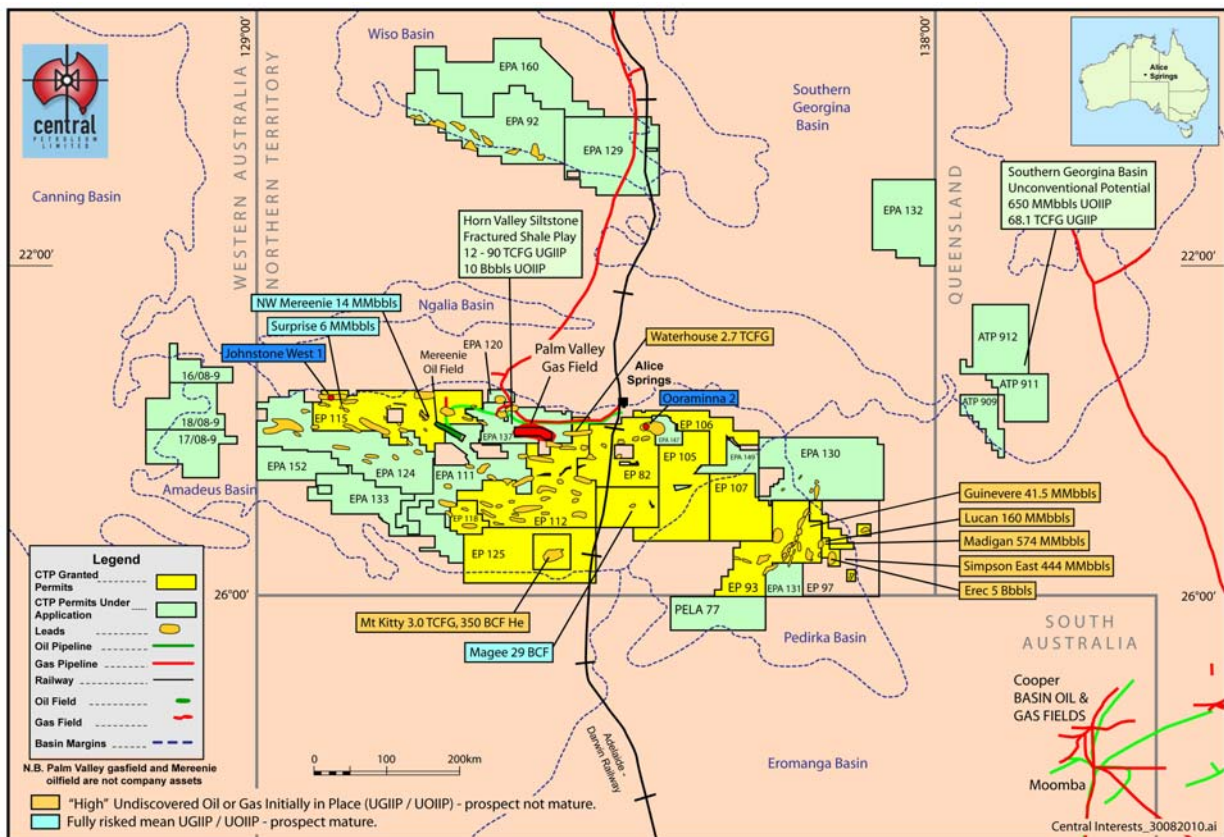 central
PETROLEUM
LIMITED
129°00'
138°00'
Wiso Basin
EPA 160
EPA 92
EPA 129
Southern
Georgina
Basin
Alice
Springs
Canning Basin
WESTERN AUSTRALIA
NORTHERN TERRITORY
QUEENSLAND
Southern Georgina Basin
Unconventional Potential
650 MMbbls UOIIP
68.1 TCFG UGIIP
EPA 132
Horn Valley Siltstone
Fractured Shale Play
12 - 90 TCFG UGIIP
10 Bbbls UOIIP
22°00'
22°00'
NW Mereenie 14 MMbbls
Surprise 6 MMbbls
Johnstone West 1
Ngalia Basin
EPA 120
Mereenie
Oil Field
Palm Valley
Gas Field
Waterhouse 2.7 TCFG
Alice
Springs
Ooraminna 2
ATP 912
ATP 911
ATP 909
16/08-9
18/08-9
17/08-9
EP 115
EPA 137
EP 106
EPA 147
EP 105
EPA 149
EPA 130
EPA 152
EPA 124
EPA 111
EP 82
EP 107
Amadeus Basin
EPA 133
EP 118
EP 112
EP 125
Guinevere 41.5 MMbbls
Lucan 160 MMbbls
Madigan 574 MMbbls
Simpson East 444 MMbbls
Erec 5 Bbbls
EP 93
EPA 131
EP 97
26°00'
26°00'
PELA 77
Mt Kitty 3.0 TCFG, 350 BCF He
Magee 29 BCF
Pedirka Basin
SOUTH
AUSTRALIA
Legend
CTP Granted
Permits
CTP Permits Under
Application
Leads
Oil Pipeline
Gas Pipeline
Railway
Oil Field
Gas Field
Basin Margins
N.B. Palm Valley gasfield and Mereenie
oilfield are not company assets
0 100 200km
Adelaide -
Darwin Railway
Eromanga Basin
Cooper
BASIN OIL &
GAS FIELDS
Moomba
"High" Undiscovered Oil or Gas Initially in Place (UGIIP / UOIIP) - prospect not mature.
Fully risked mean UGIIP / UOIIP - prospect mature.
Central Interests_30082010.ai